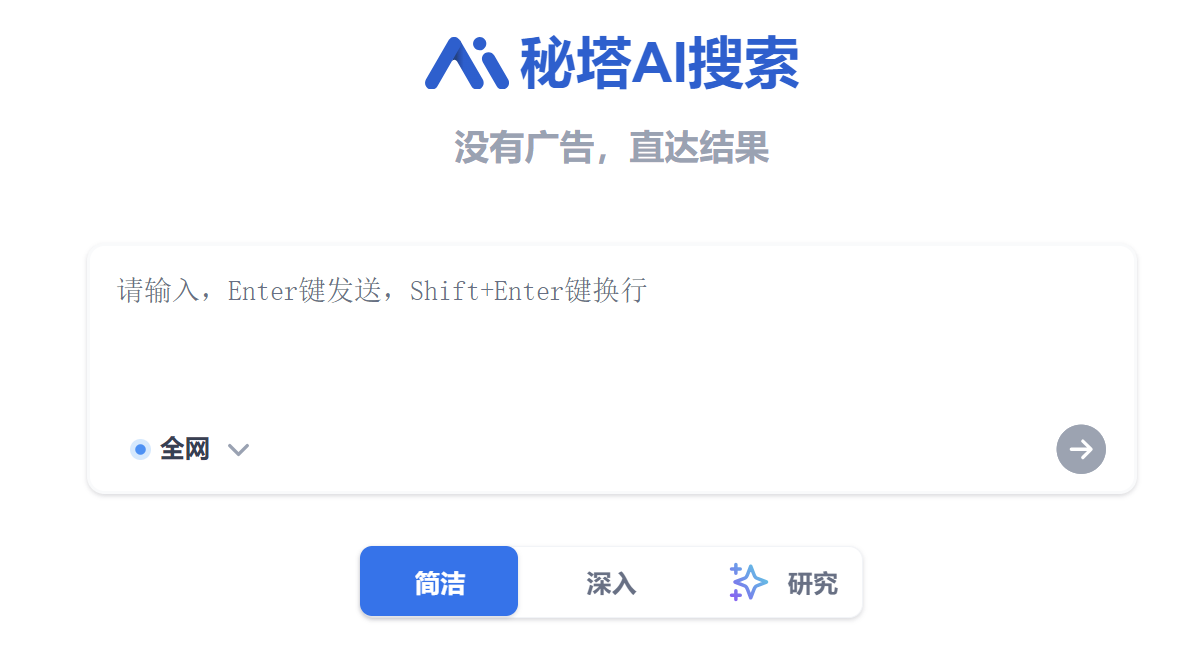 秘塔AI搜索
没有广告，直达结果
请输入，Enter键发送，Shift+Enter键换行
全网
简洁 深入 研究